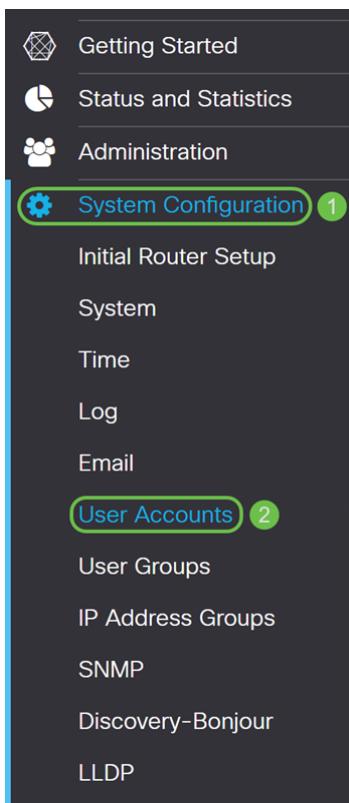 Getting Started
Status and Statistics
Administration
System Configuration 1
Initial Router Setup
System
Time
Log
Email
User Accounts 2
User Groups
IP Address Groups
SNMP
Discovery-Bonjour
LLDP